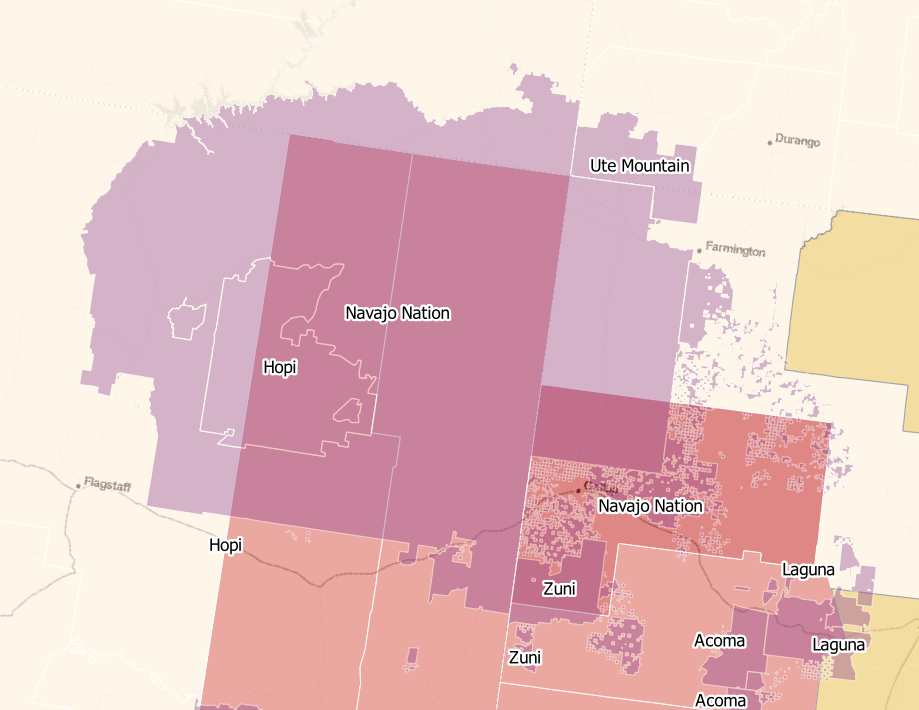 Durango
Ute Mountain
Farmington
Navajo Nation
Hopi
Flagstaff
Navajo Nation
Hopi
Laguna
Zuni
Acoma
Laguna
Zuni
Acoma